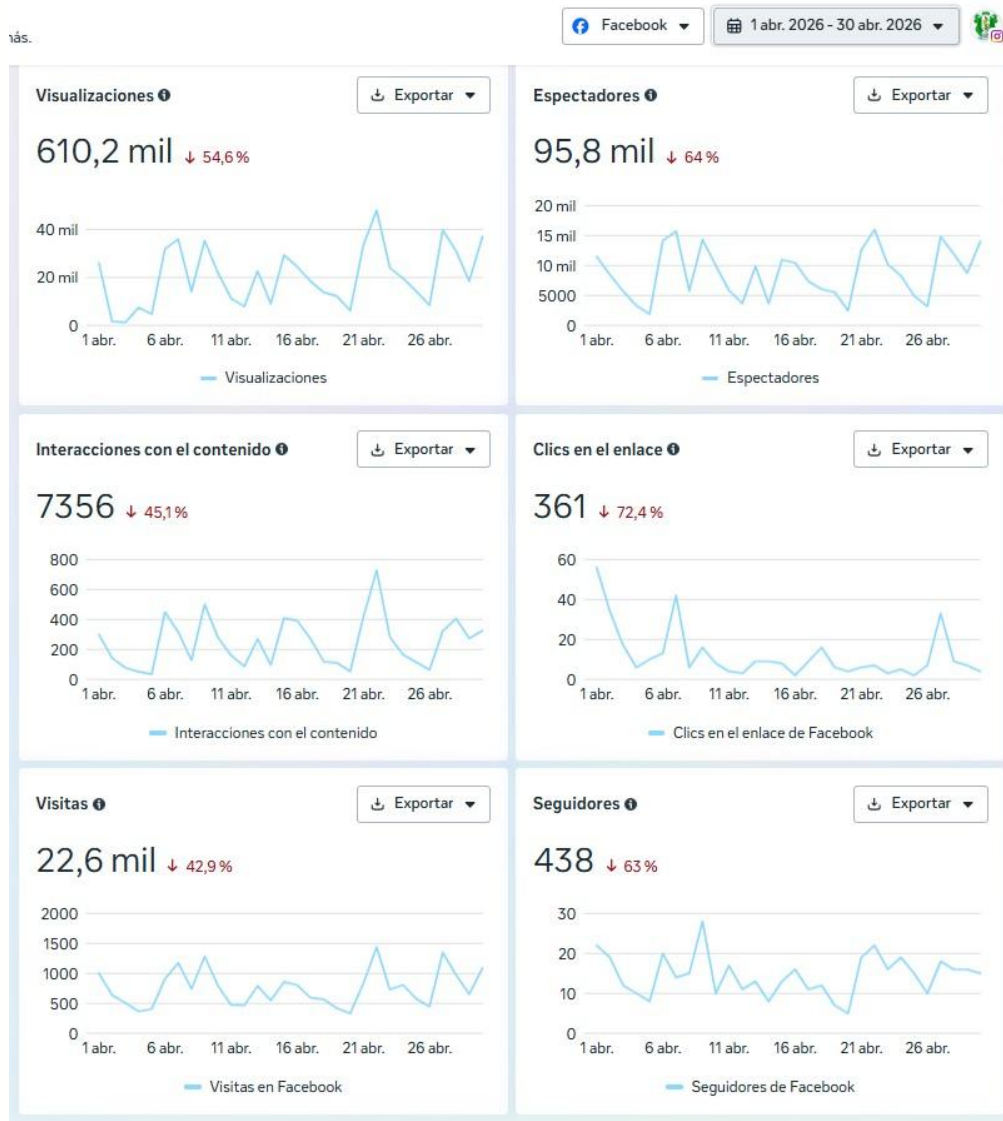 Facebook
1 abr. 2026 - 30 abr. 2026
más.
Visualizaciones
Exportar
610,2 mil ↓ 54,6 %
40 mil
20 mil
0
1 abr. 6 abr. 11 abr. 16 abr. 21 abr. 26 abr.
Visualizaciones
Espectadores
Exportar
95,8 mil ↓ 64 %
20 mil
15 mil
10 mil
5000
0
1 abr. 6 abr. 11 abr. 16 abr. 21 abr. 26 abr.
Espectadores
Interacciones con el contenido
Exportar
7356 ↓ 45,1 %
800
600
400
200
0
1 abr. 6 abr. 11 abr. 16 abr. 21 abr. 26 abr.
Interacciones con el contenido
Clics en el enlace
Exportar
361 ↓ 72,4 %
60
40
20
0
1 abr. 6 abr. 11 abr. 16 abr. 21 abr. 26 abr.
Clics en el enlace de Facebook
Visitas
Exportar
22,6 mil ↓ 42,9 %
2000
1500
1000
500
0
1 abr. 6 abr. 11 abr. 16 abr. 21 abr. 26 abr.
Visitas en Facebook
Seguidores
Exportar
438 ↓ 63 %
30
20
10
0
1 abr. 6 abr. 11 abr. 16 abr. 21 abr. 26 abr.
Seguidores de Facebook